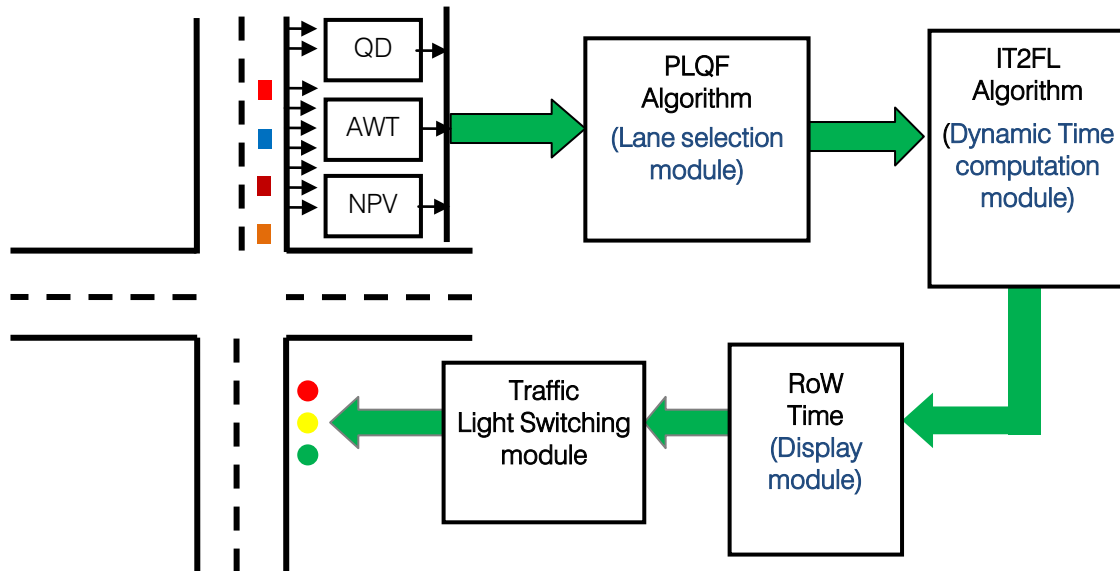 QD
AWT
NPV
PLQF
Algorithm
(Lane selection
module)
IT2FL
Algorithm
(Dynamic Time
computation
module)
Traffic
Light Switching
module
RoW
Time
(Display
module)